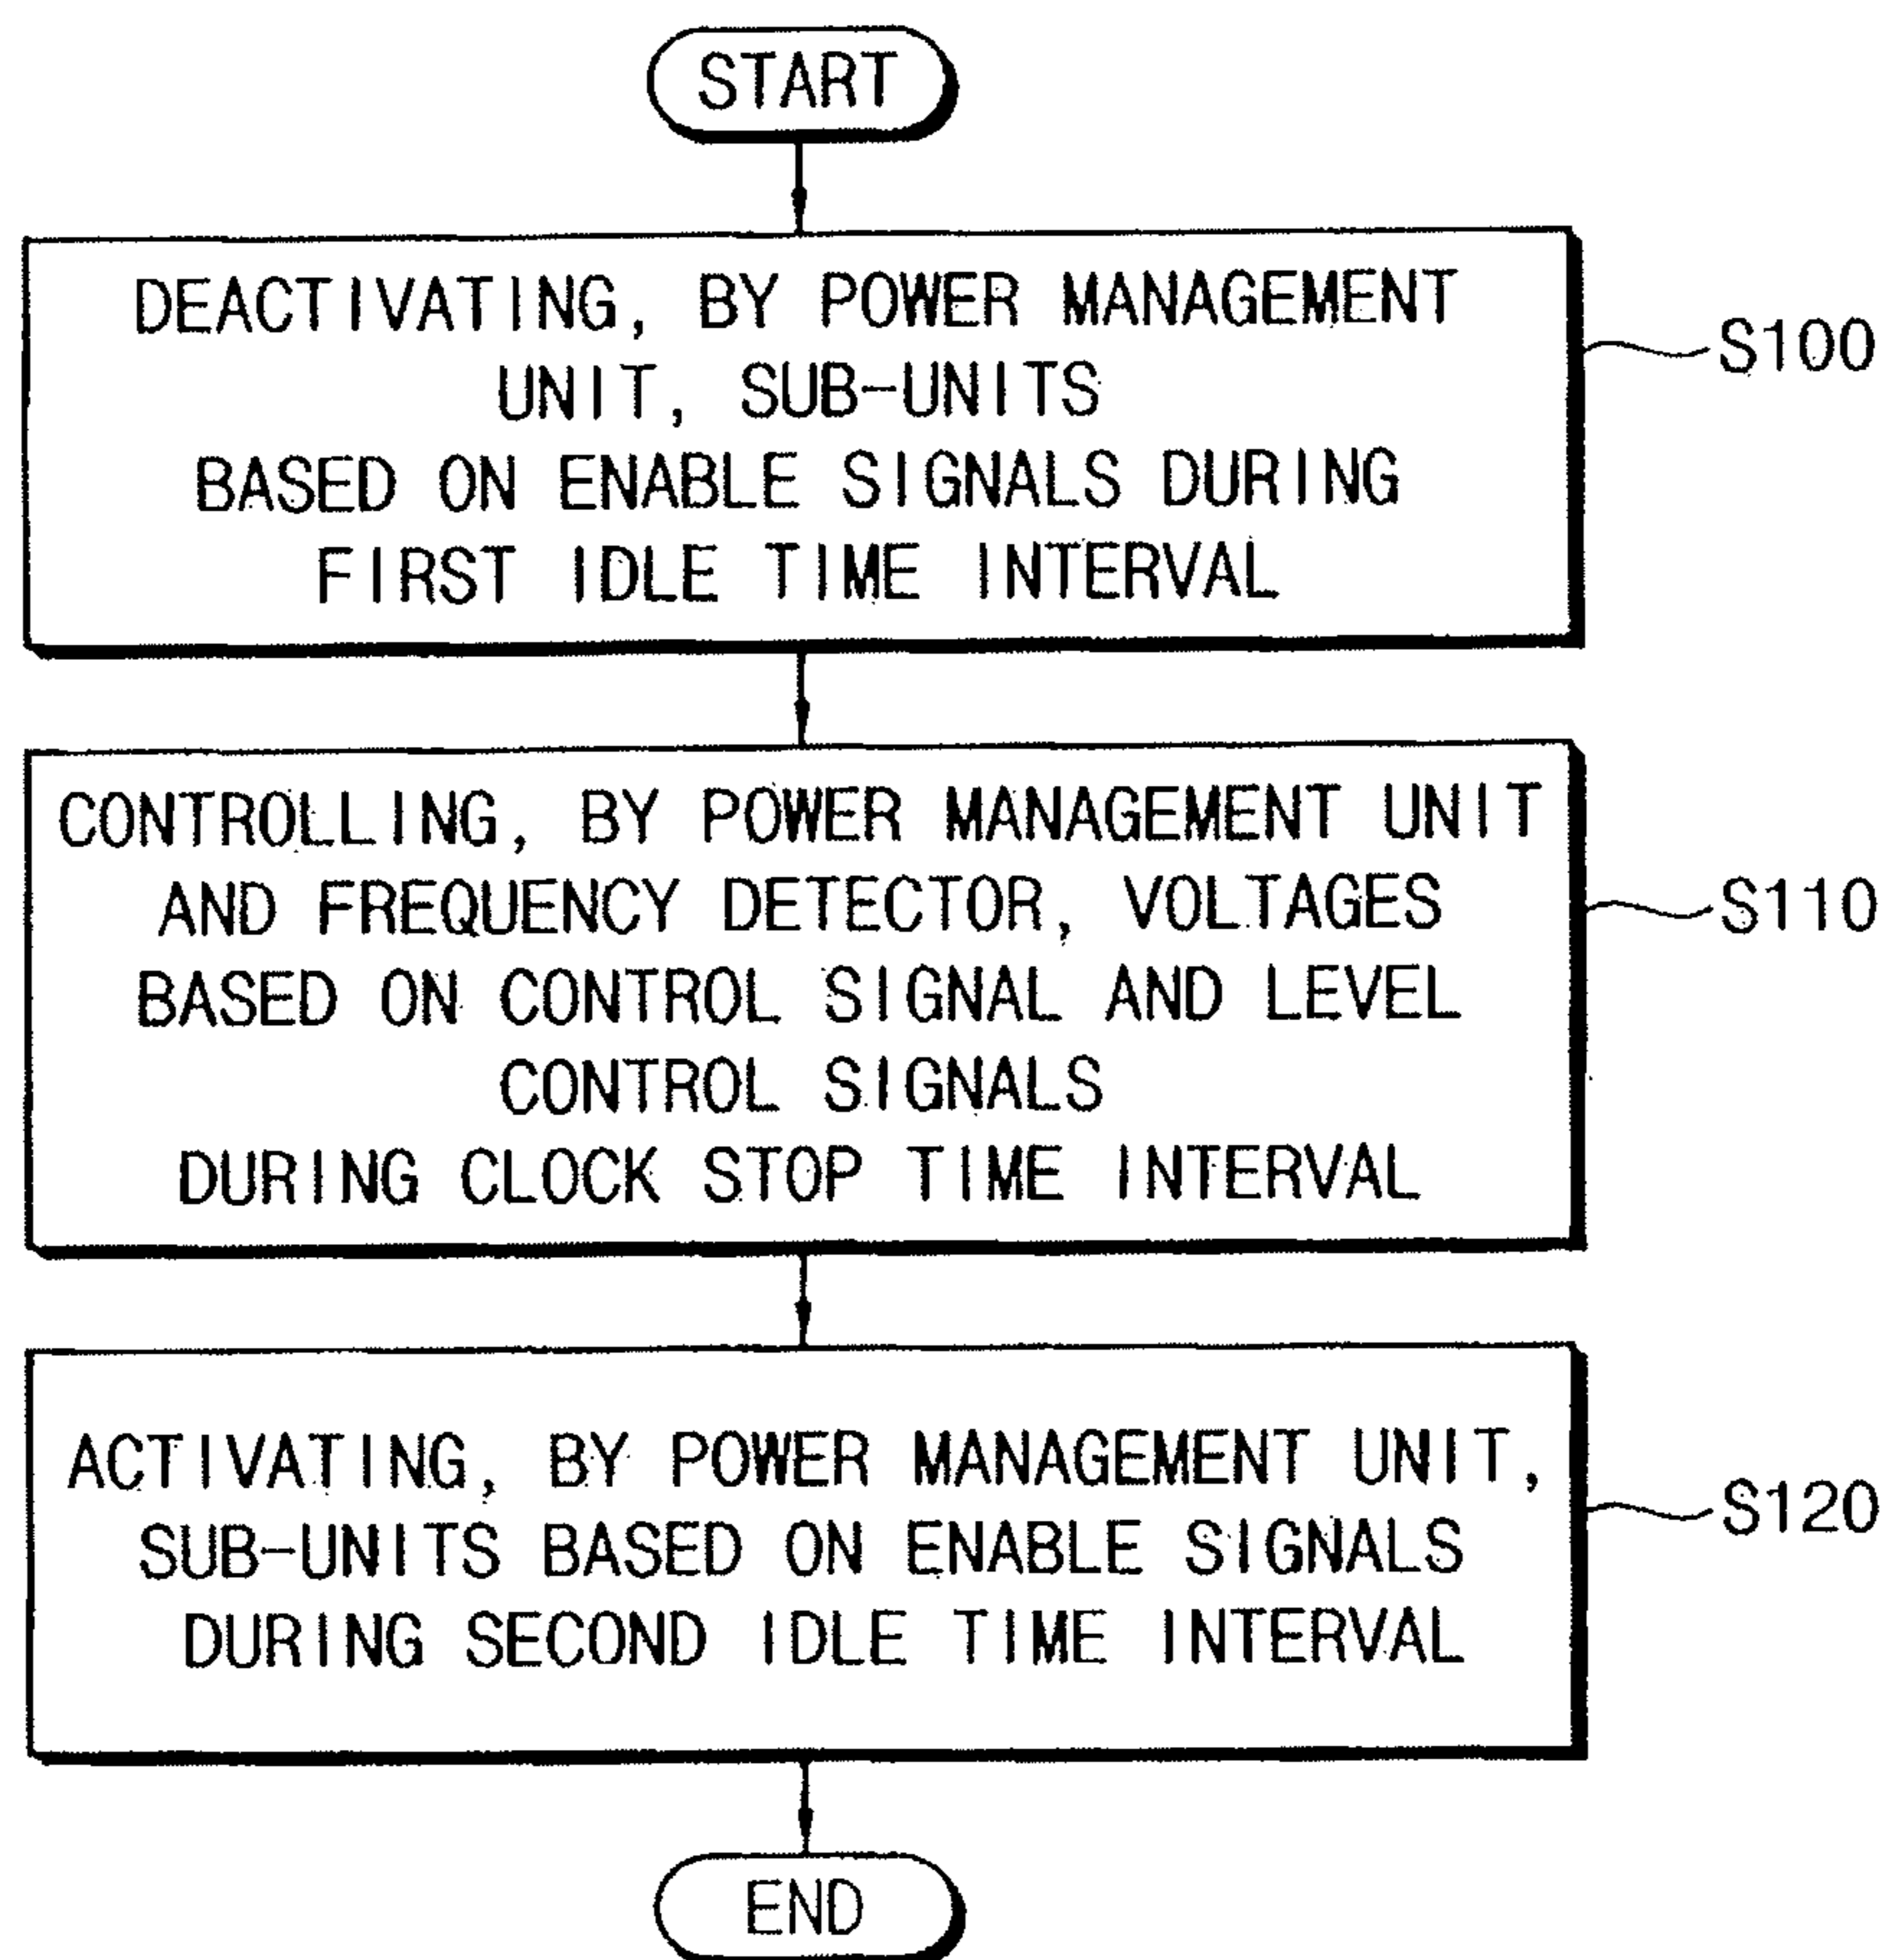 START
DEACTIVATING, BY POWER MANAGEMENT
UNIT, SUB-UNITS
BASED ON ENABLE SIGNALS DURING
FIRST IDLE TIME INTERVAL
S100
CONTROLLING, BY POWER MANAGEMENT UNIT
AND FREQUENCY DETECTOR, VOLTAGES
BASED ON CONTROL SIGNAL AND LEVEL
CONTROL SIGNALS
DURING CLOCK STOP TIME INTERVAL
S110
ACTIVATING, BY POWER MANAGEMENT UNIT,
SUB-UNITS BASED ON ENABLE SIGNALS
DURING SECOND IDLE TIME INTERVAL
S120
END